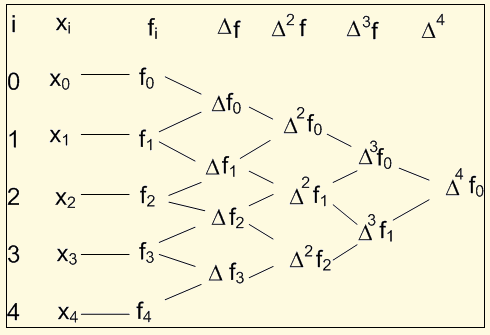 i xᵢ fᵢ Δf Δ² f Δ³f Δ⁴
0 x₀ f₀
Δf₀
Δ²f₀
1 x₁ f₁
Δ³f₀
Δf₁
Δ⁴ f₀
2 x₂ f₂ Δ²f₁
Δf₂
Δ³f₁
3 x₃ f₃ Δ²f₂
Δ f₃
4 x₄ f₄